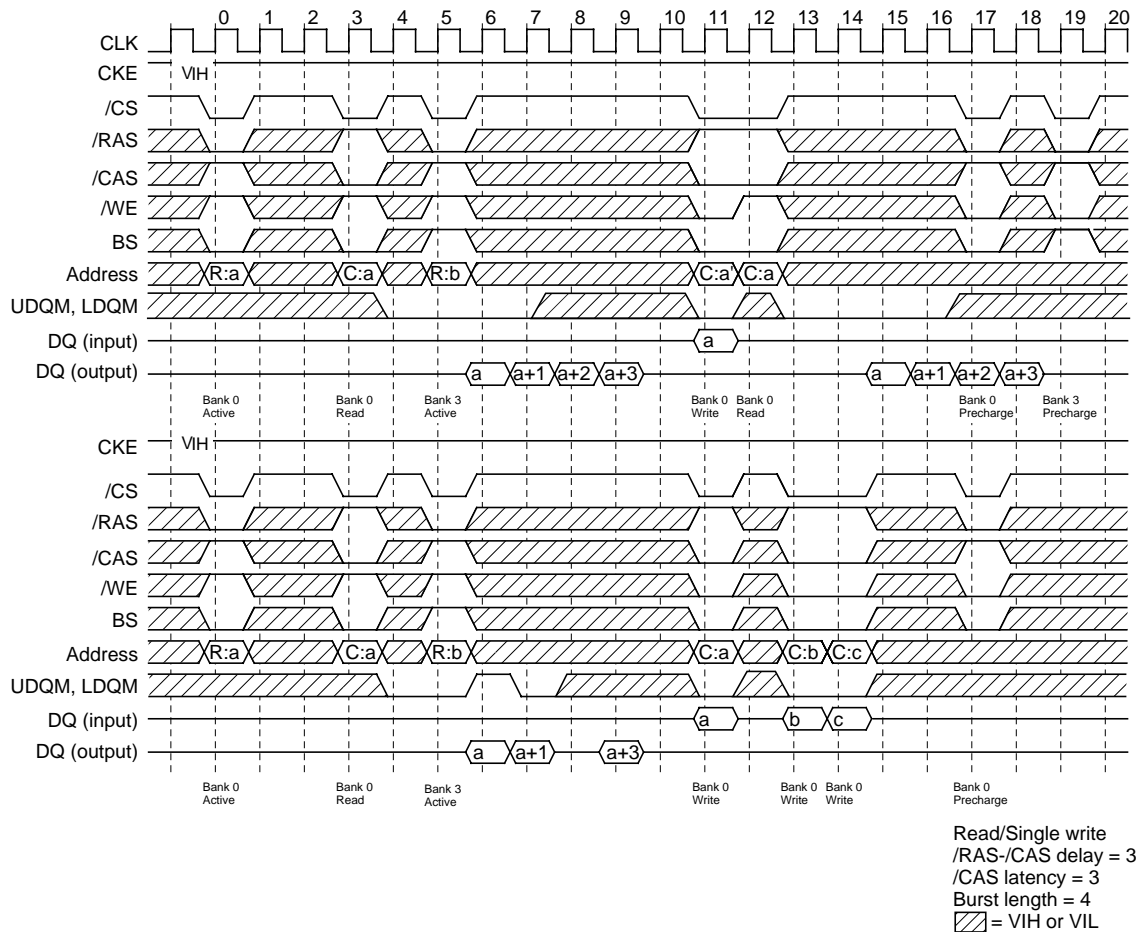 0 1 2 3 4 5 6 7 8 9 10 11 12 13 14 15 16 17 18 19 20
CLK
CKE VIH
/CS
/RAS
/CAS
/WE
BS
Address R:a C:a R:b C:a' C:a
UDQM, LDQM
DQ (input) a
DQ (output) a a+1 a+2 a+3 a a+1 a+2 a+3
Bank 0 Bank 0 Bank 3 Bank 0 Bank 0 Bank 0 Bank 3
Active Read Active Write Read Precharge Precharge
CKE VIH
/CS
/RAS
/CAS
/WE
BS
Address R:a C:a R:b C:a C:b C:c
UDQM, LDQM
DQ (input) a b c
DQ (output) a a+1 a+3
Bank 0 Bank 0 Bank 3 Bank 0 Bank 0 Bank 0 Bank 0
Active Read Active Write Write Write Precharge
Read/Single write
/RAS-/CAS delay = 3
/CAS latency = 3
Burst length = 4
= VIH or VIL